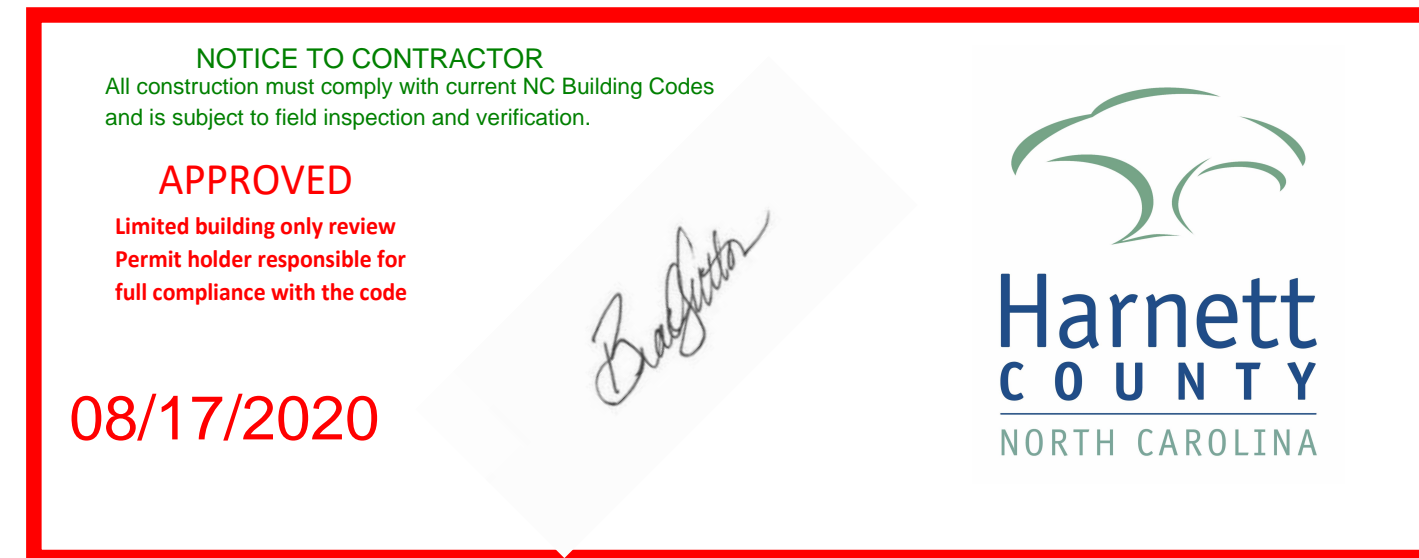 NOTICE TO CONTRACTOR
All construction must comply with current NC Building Codes
and is subject to field inspection and verification.
APPROVED
Limited building only review
Permit holder responsible for
full compliance with the code
08/17/2020
Harnett
COUNTY
NORTH CAROLINA